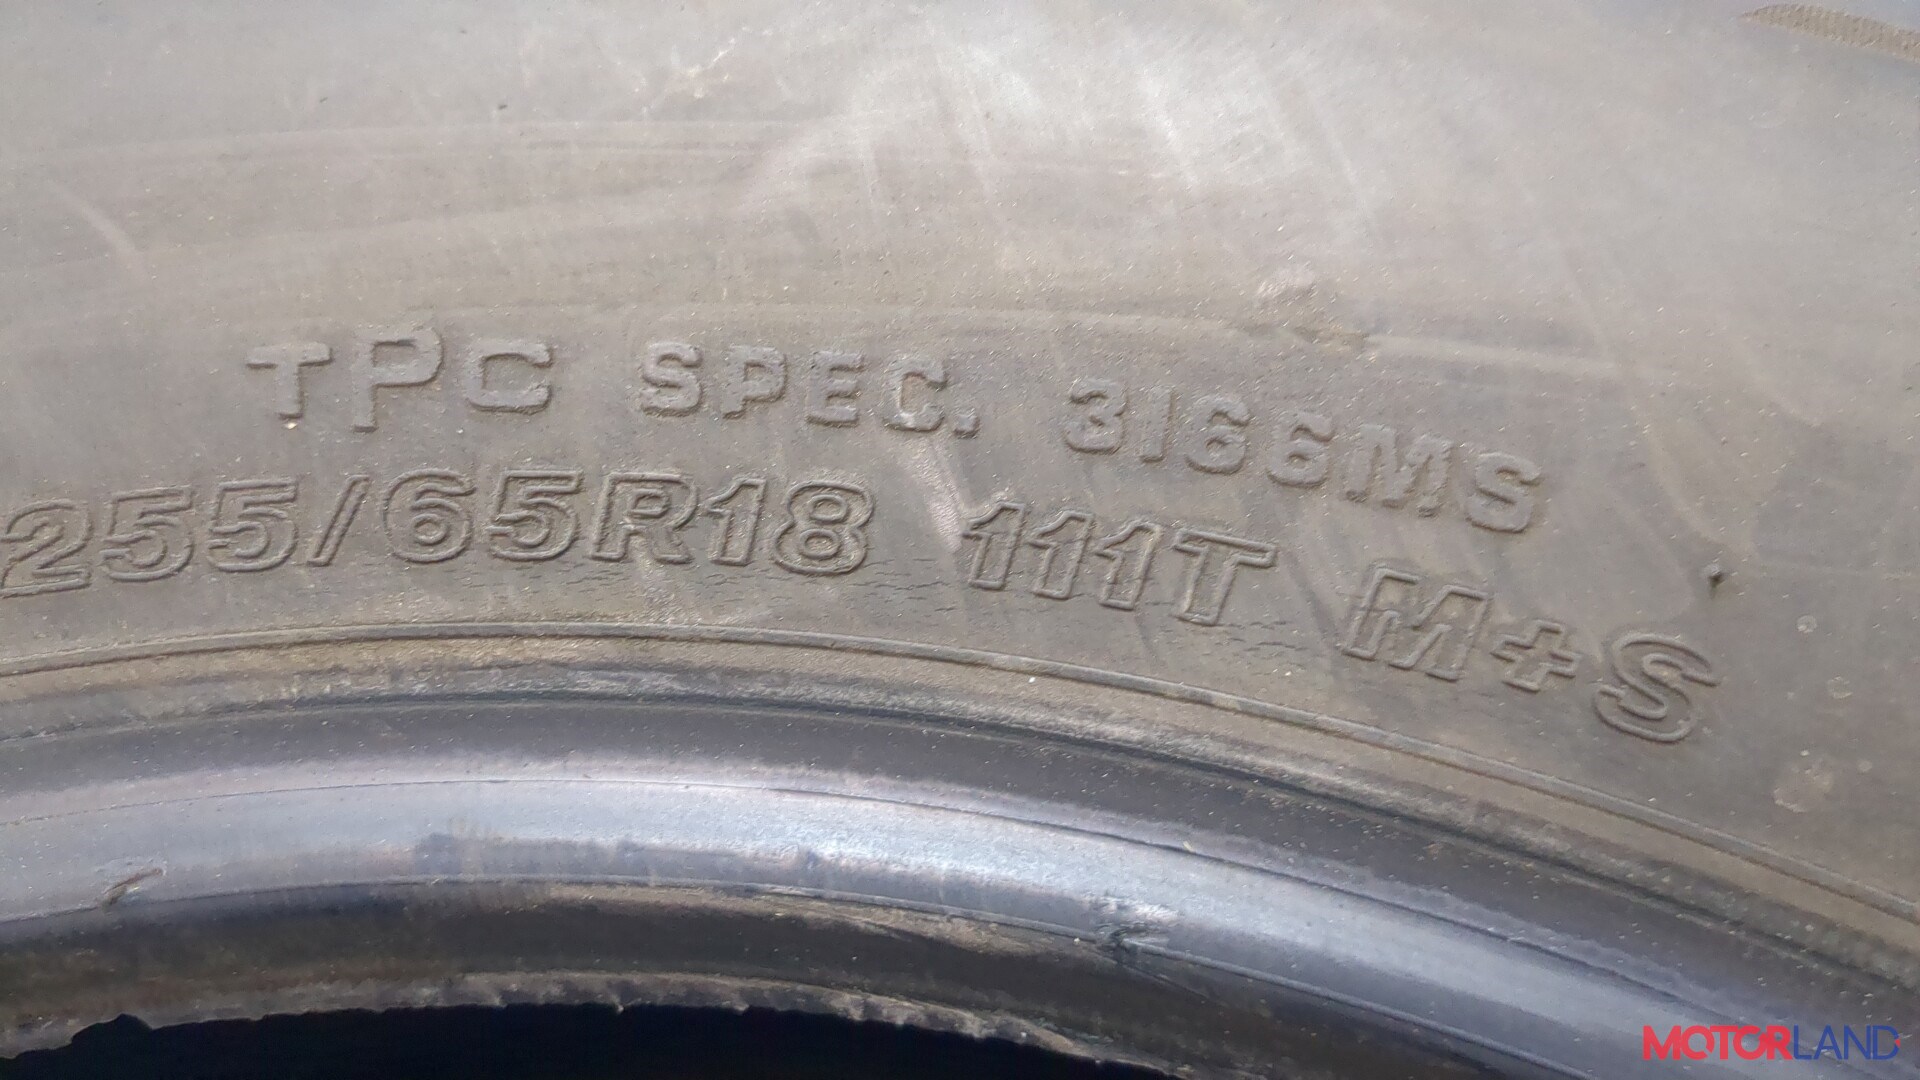 TPC SPEC. 3166MS
255/65R18 111T M+S
MOTORLAND